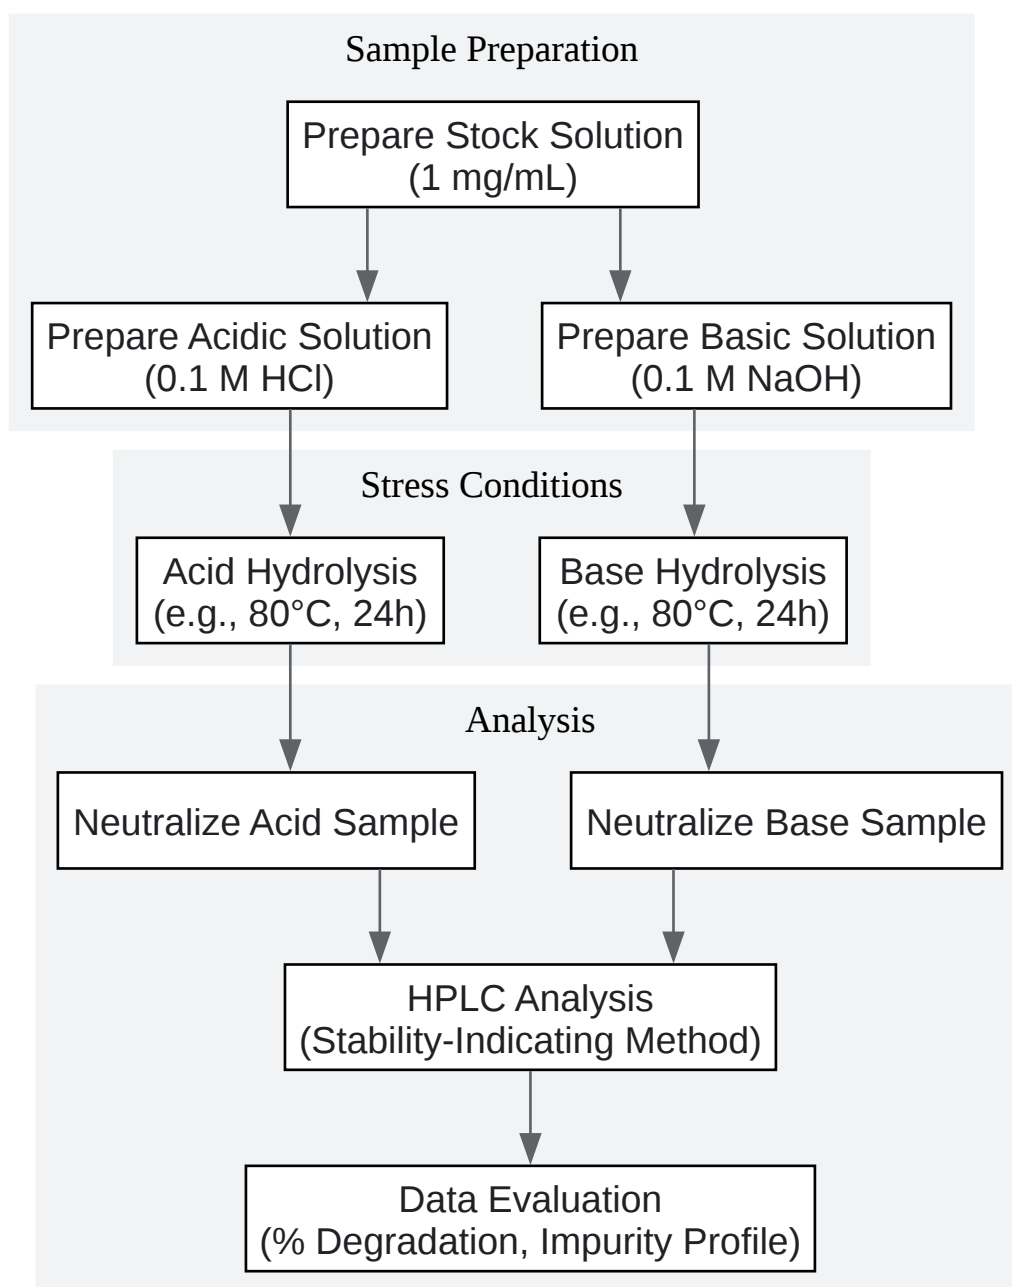 Sample Preparation
Prepare Stock Solution
(1 mg/mL)
Prepare Acidic Solution
(0.1 M HCl)
Prepare Basic Solution
(0.1 M NaOH)
Stress Conditions
Acid Hydrolysis
(e.g., 80°C, 24h)
Base Hydrolysis
(e.g., 80°C, 24h)
Analysis
Neutralize Acid Sample
Neutralize Base Sample
HPLC Analysis
(Stability-Indicating Method)
Data Evaluation
(% Degradation, Impurity Profile)